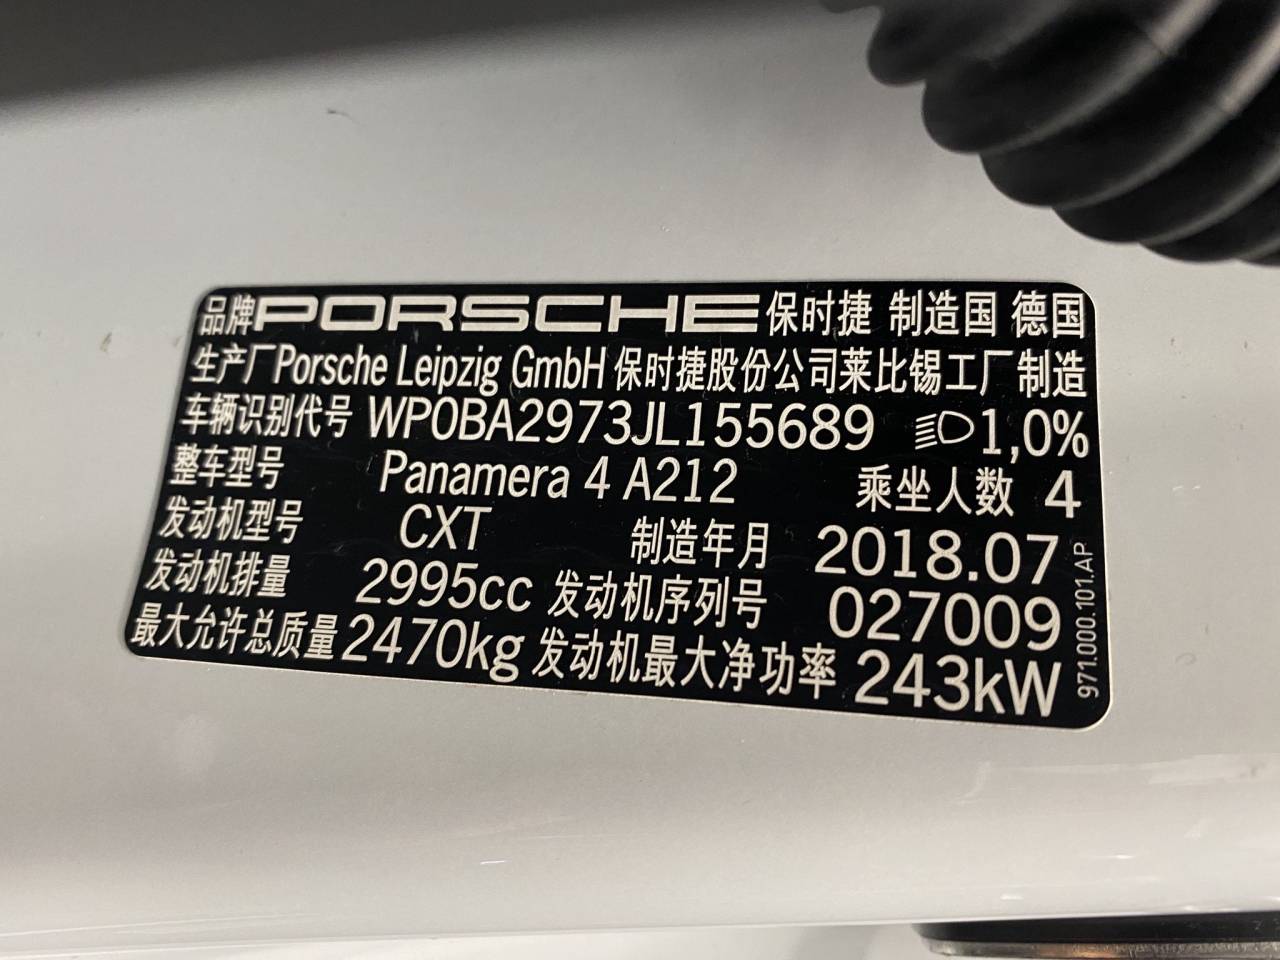 品牌PORSCHE保时捷 制造国 德国
生产厂Porsche Leipzig GmbH 保时捷股份公司莱比锡工厂 制造
车辆识别代号 WP0BA2973JL155689 1,0%
整车型号 Panamera 4 A212 乘坐人数 4
发动机型号 CXT 制造年月 2018.07
发动机排量 2995cc 发动机序列号 027009
最大允许总质量 2470kg 发动机最大净功率 243kW
971.000.101.AP